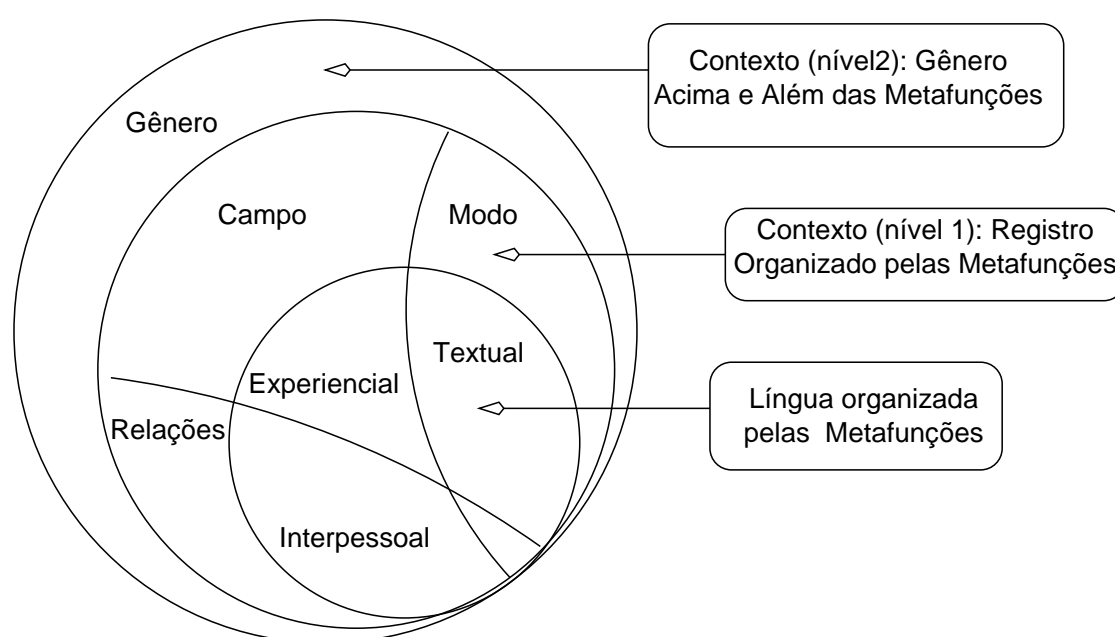 Contexto (nível2): Gênero
Acima e Além das Metafunções
Gênero
Campo
Modo
Contexto (nível 1): Registro
Organizado pelas Metafunções
Textual
Experiencial
Relações
Língua organizada
pelas Metafunções
Interpessoal